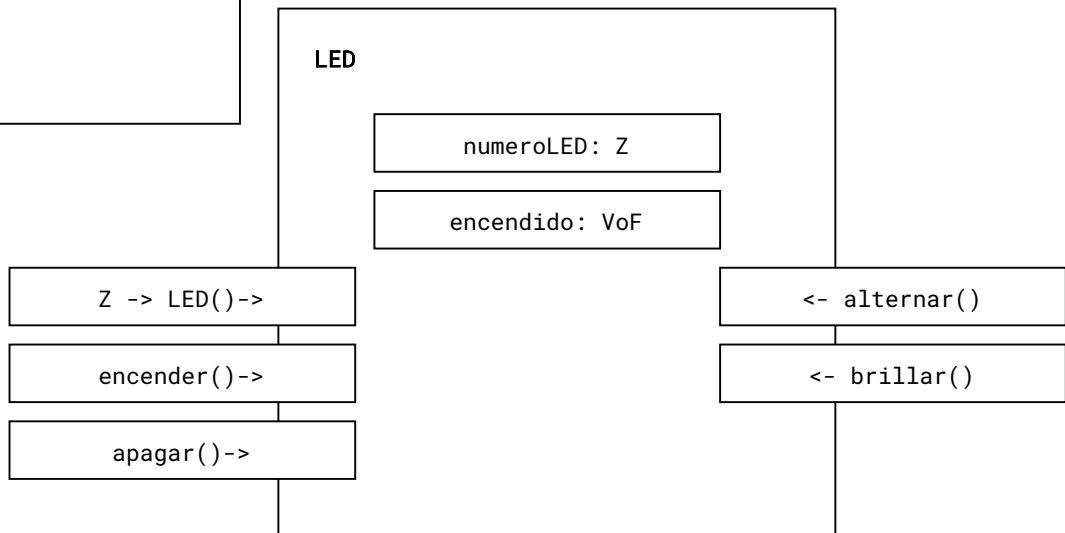 LED
numeroLED: Z
encendido: VoF
Z -> LED()->
<- alternar()
encender()->
<- brillar()
apagar()->